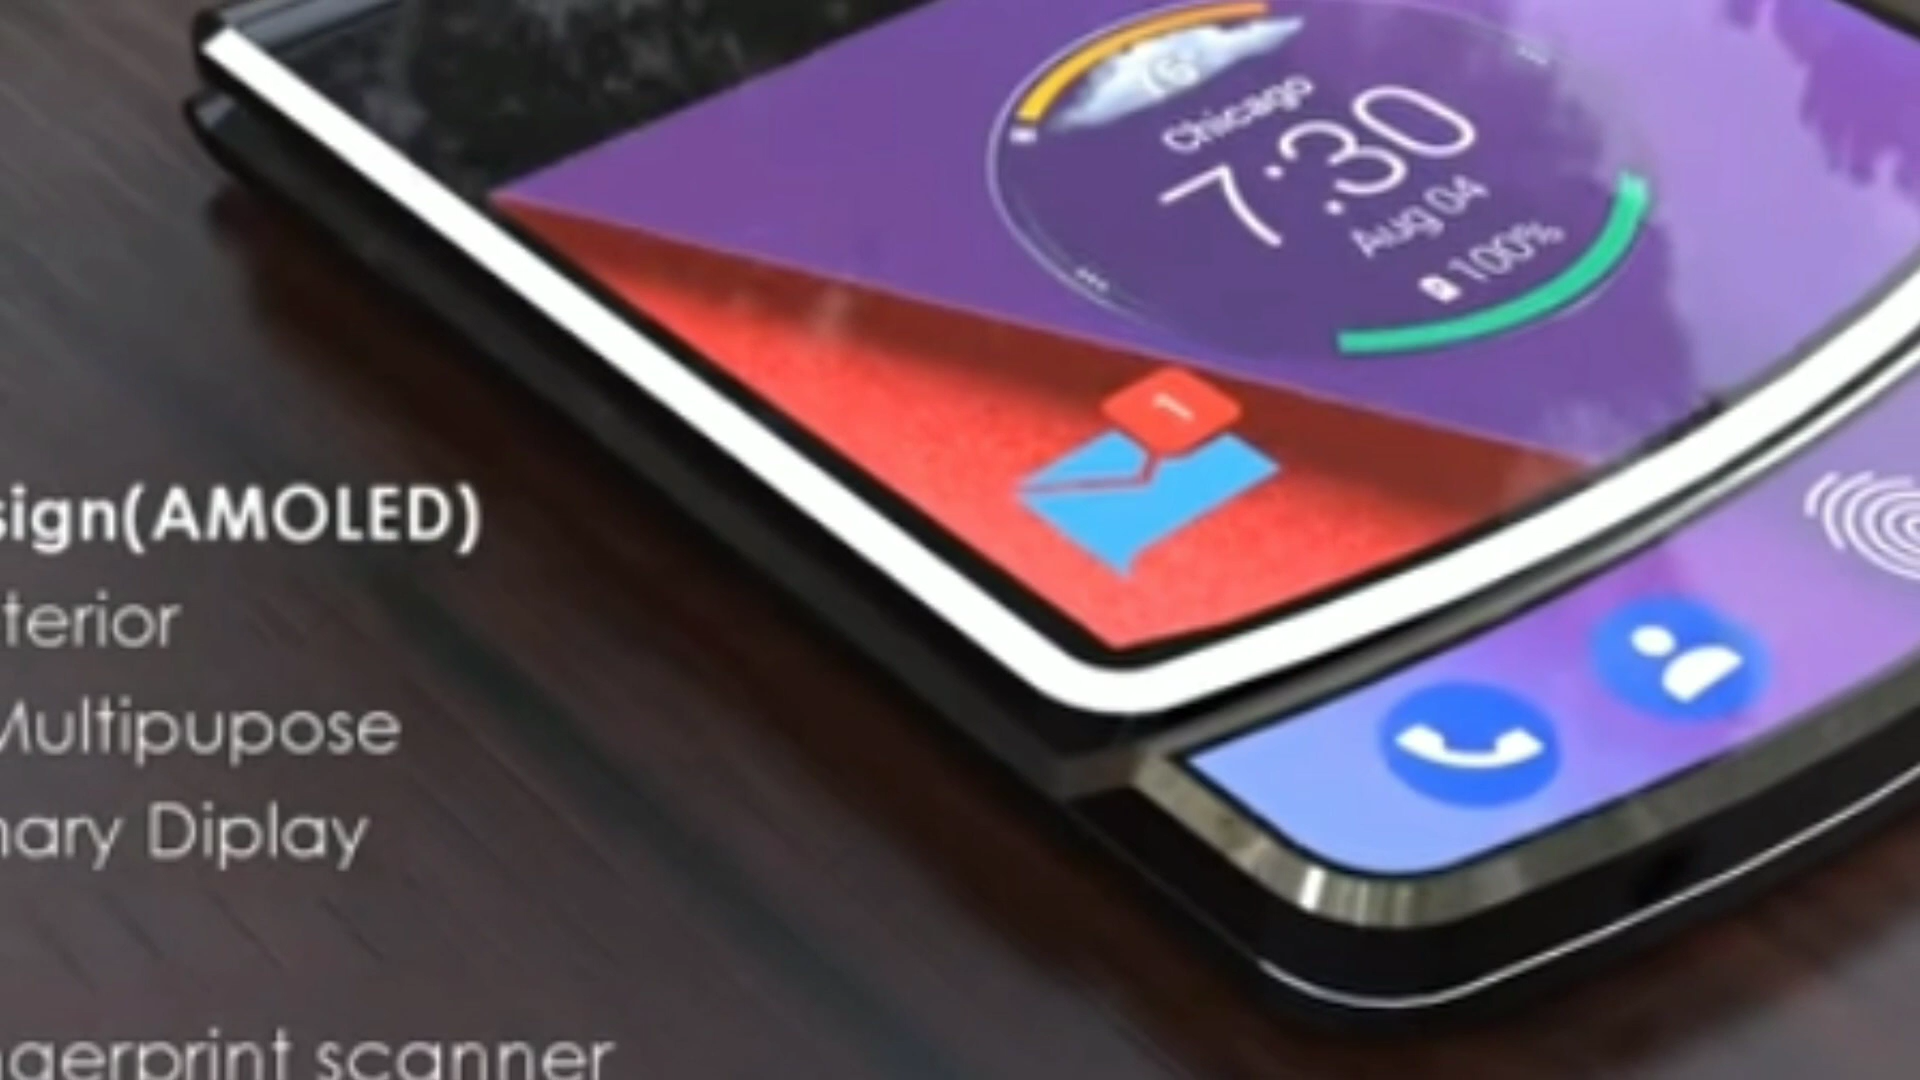 Chicago
7:30
Aug 04
100%
1
sign(AMOLED)
terior
Multipupose
nary Diplay
ngerprint scanner